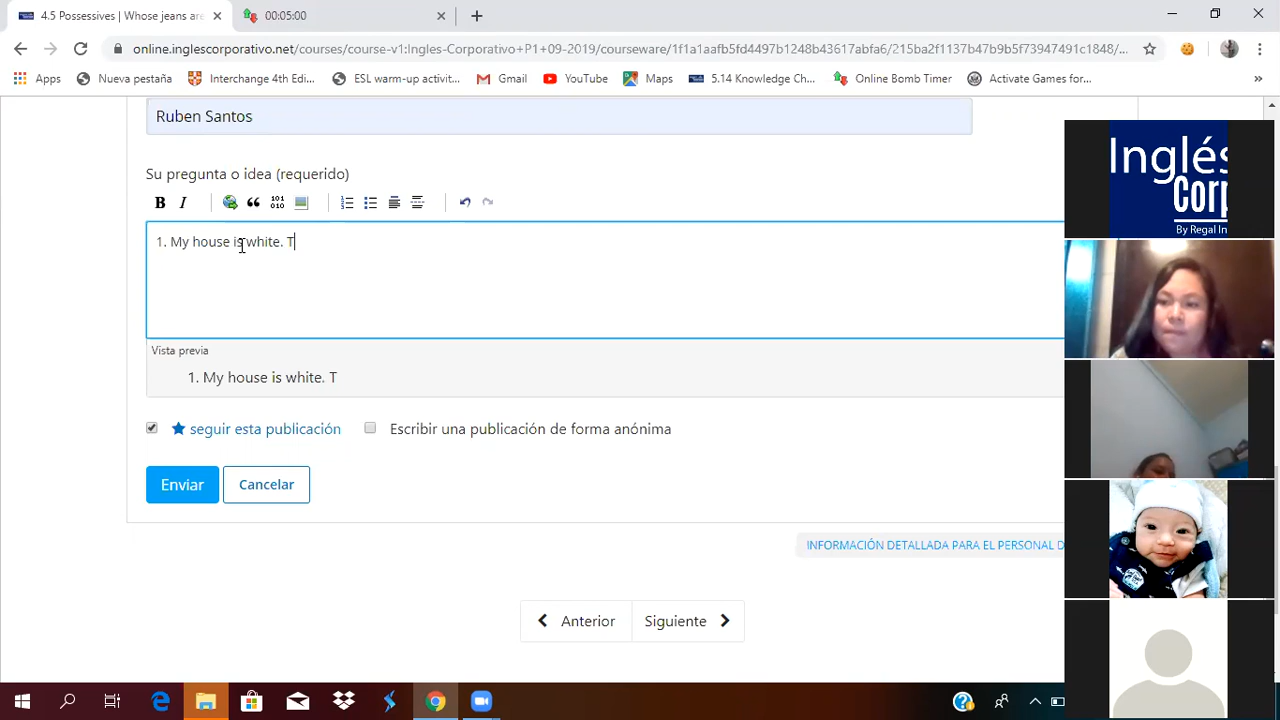 4.5 Possessives | Whose jeans are
00:05:00
online.inglescorporativo.net/courses/course-v1:Ingles-Corporativo+P1+09-2019/courseware/1f1a1aafb5fd4497b1248b43617abfa6/215ba2f1137b47b9b5f73947491c1848/...
Apps
Nueva pestaña
Interchange 4th Edi...
ESL warm-up activit...
Gmail
YouTube
Maps
5.14 Knowledge Ch...
Online Bomb Timer
Activate Games for...
»
Ruben Santos
Su pregunta o idea (requerido)
B I
101
010
1. My house is white. T
Vista previa
1. My house is white. T
seguir esta publicación
Escribir una publicación de forma anónima
Enviar
Cancelar
INFORMACIÓN DETALLADA PARA EL PERSONAL D
Anterior
Siguiente
Inglés
Corp
By Regal In